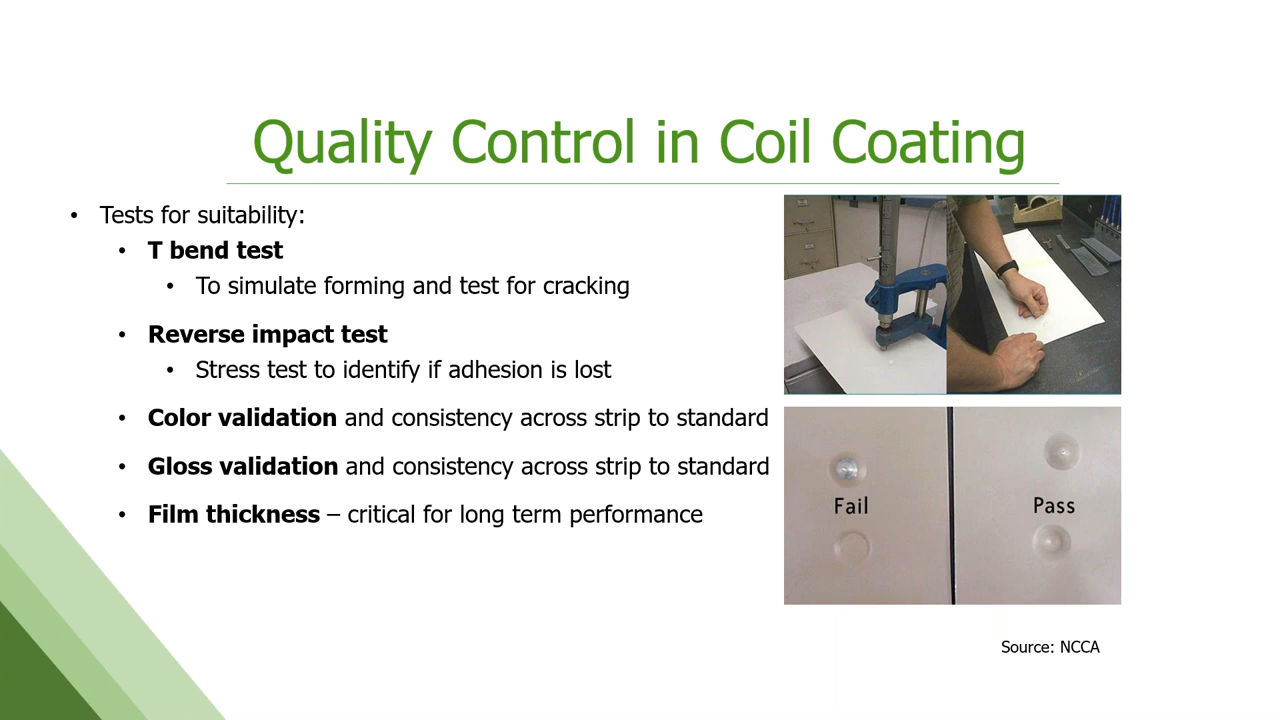 Quality Control in Coil Coating
• Tests for suitability:
• T bend test
• To simulate forming and test for cracking
• Reverse impact test
• Stress test to identify if adhesion is lost
• Color validation and consistency across strip to standard
• Gloss validation and consistency across strip to standard
• Film thickness – critical for long term performance
Fail
Pass
Source: NCCA